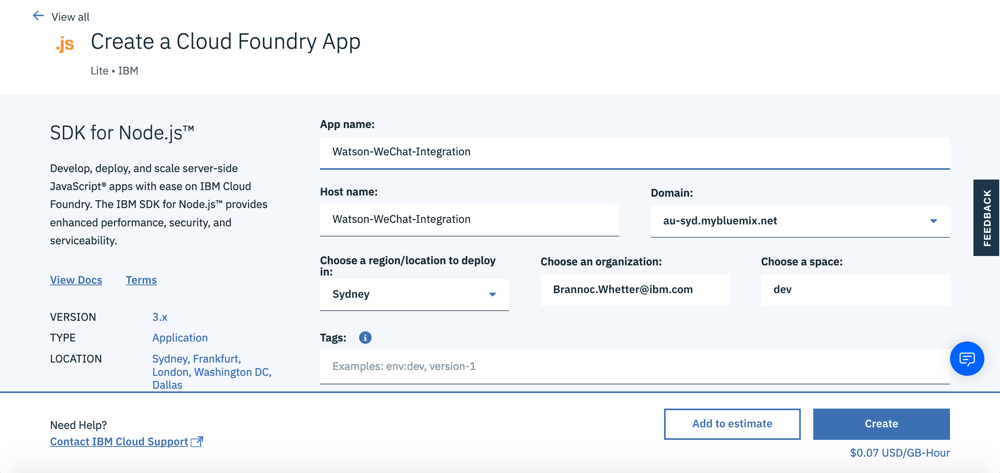 View all
.js
Create a Cloud Foundry App
Lite • IBM
SDK for Node.js™
Develop, deploy, and scale server-side
JavaScript® apps with ease on IBM Cloud
Foundry. The IBM SDK for Node.js™ provides
enhanced performance, security, and
serviceability.
View Docs
Terms
VERSION
3.x
TYPE
Application
LOCATION
Sydney, Frankfurt,
London, Washington DC,
Dallas
App name:
Watson-WeChat-Integration
Host name:
Watson-WeChat-Integration
Domain:
au-syd.mybluemix.net
Choose a region/location to deploy
in:
Sydney
Choose an organization:
Brannoc.Whetter@ibm.com
Choose a space:
dev
Tags:
Examples: env:dev, version-1
FEEDBACK
Need Help?
Contact IBM Cloud Support
Add to estimate
Create
$0.07 USD/GB-Hour